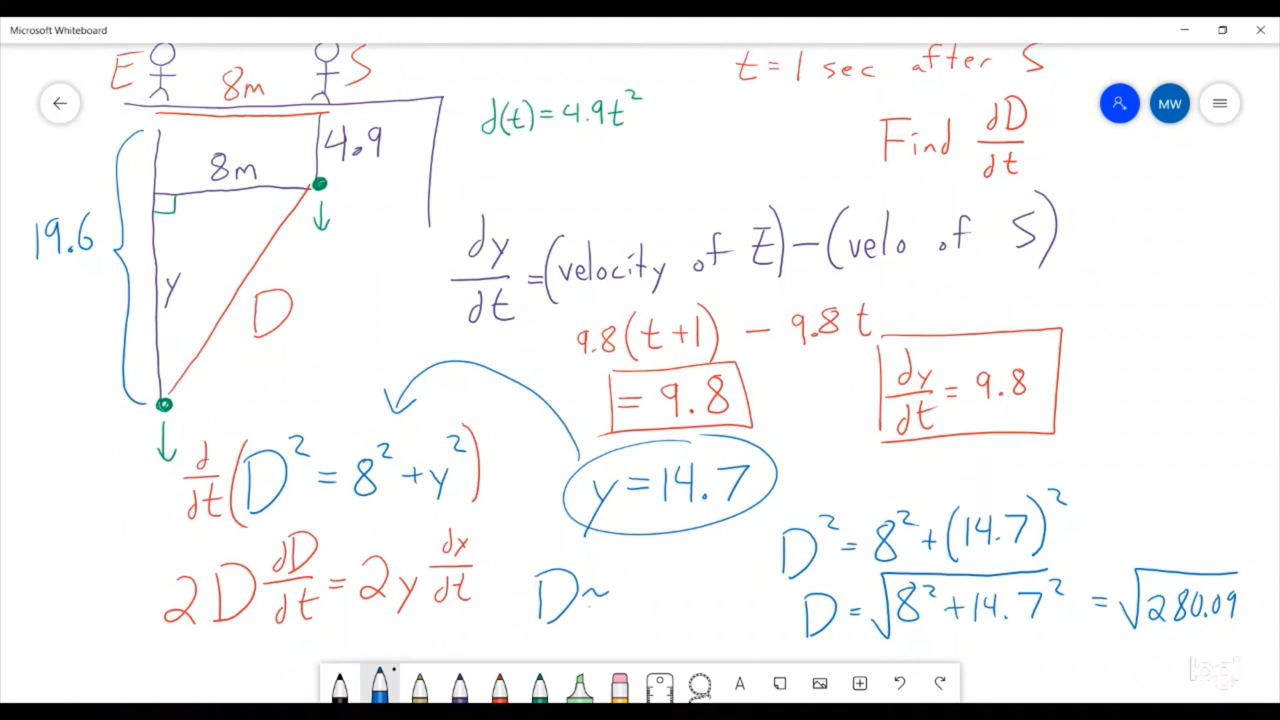 Microsoft Whiteboard
E 8m S
t = 1 sec after S
d(t) = 4.9t²
Find dD/dt
MW
4.9
8m
19.6
y
D
dy/dt = (velocity of E) - (velo of S)
9.8(t+1) - 9.8t
= 9.8
dy/dt = 9.8
d/dt(D² = 8² + y²)
y = 14.7
2D dD/dt = 2y dx/dt
D ~
D² = 8² + (14.7)²
D = √8² + 14.7² = √280.09
A